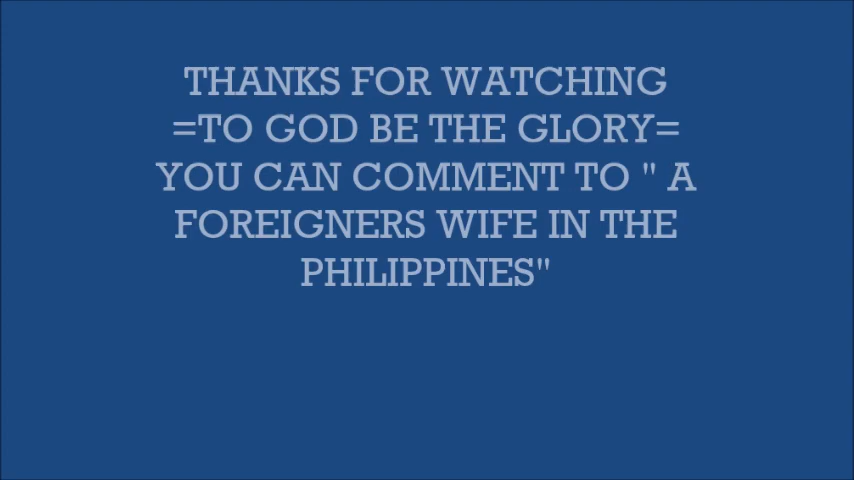 THANKS FOR WATCHING
=TO GOD BE THE GLORY=
YOU CAN COMMENT TO " A
FOREIGNERS WIFE IN THE
PHILIPPINES"